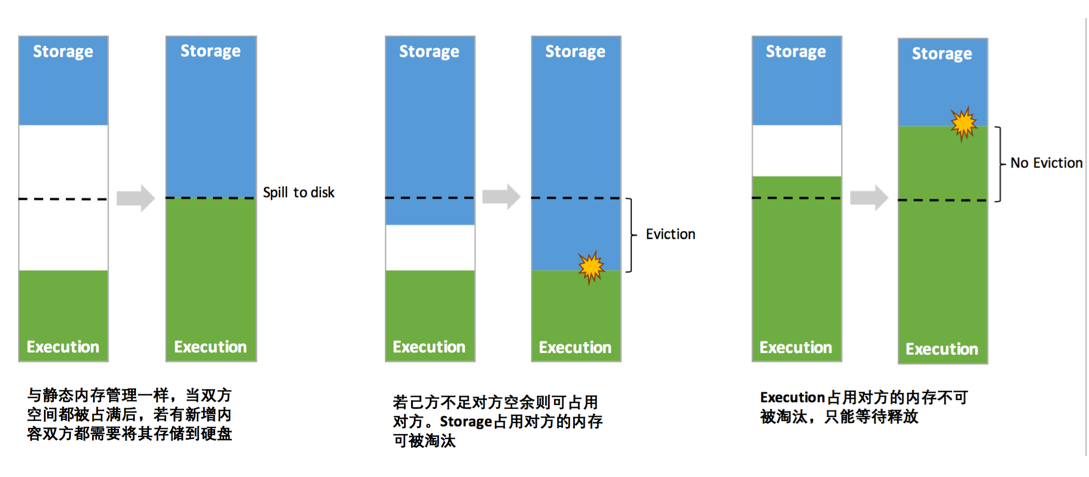 Storage
Storage
Spill to disk
Execution
Execution
与静态内存管理一样，当双方
空间都被占满后，若有新增内
容双方都需要将其存储到硬盘
Storage
Storage
Eviction
Execution
Execution
若己方不足对方空余则可占用
对方。Storage占用对方的内存
可被淘汰
Storage
Storage
No Eviction
Execution
Execution
Execution占用对方的内存不可
被淘汰，只能等待释放